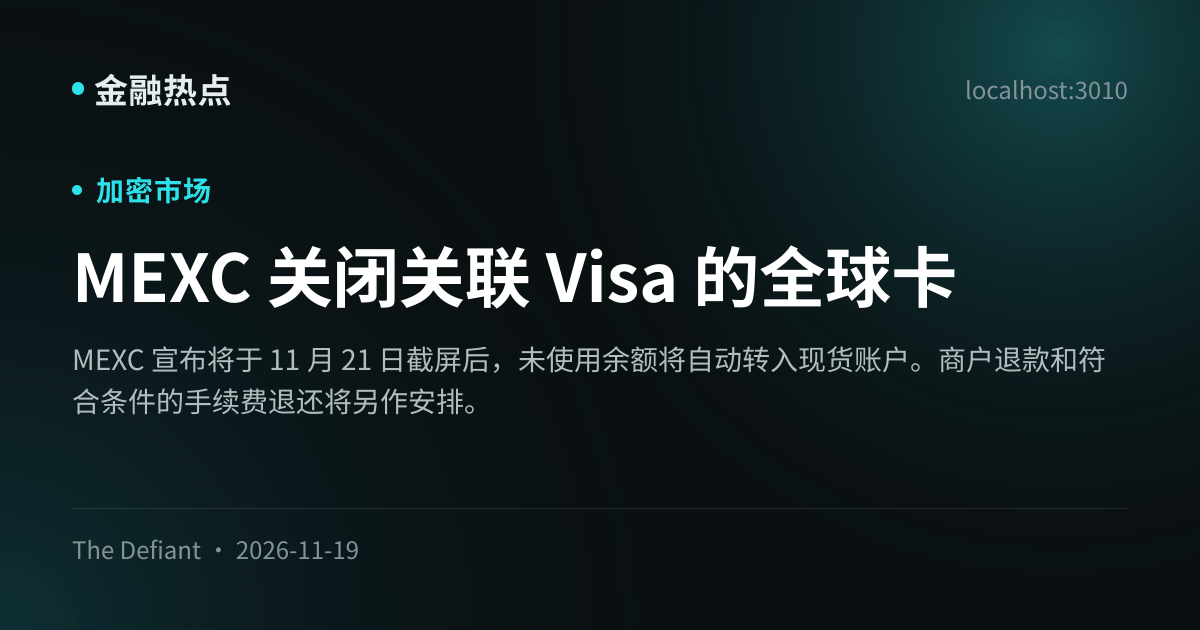 金融热点
localhost:3010
加密市场
MEXC 关闭关联 Visa 的全球卡
MEXC 宣布将于 11 月 21 日截屏后，未使用余额将自动转入现货账户。商户退款和符
合条件的手续费退还将另作安排。
The Defiant · 2026-11-19